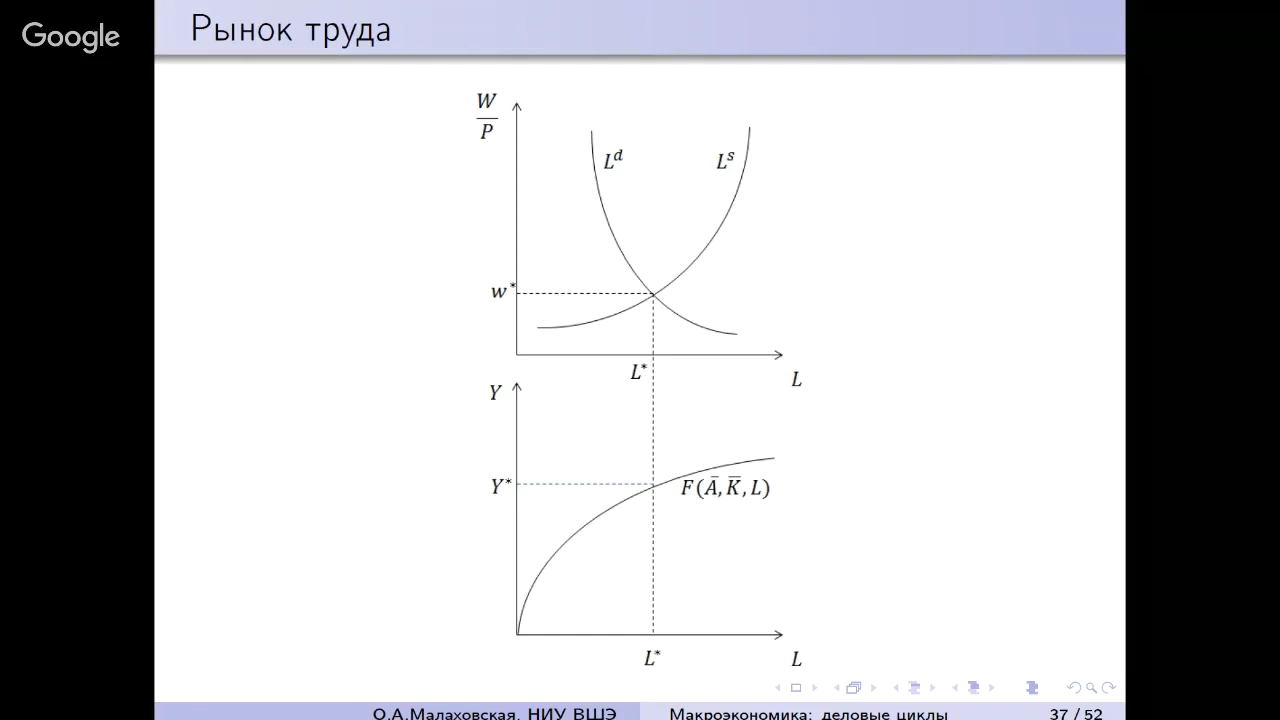 Google
Рынок труда
W
P
L^d
L^s
w*
L*
L
Y
Y*
F(A̅, K̅, L)
L*
L
О.А.Малаховская, НИУ ВШЭ
Макроэкономика: деловые циклы
37 / 52